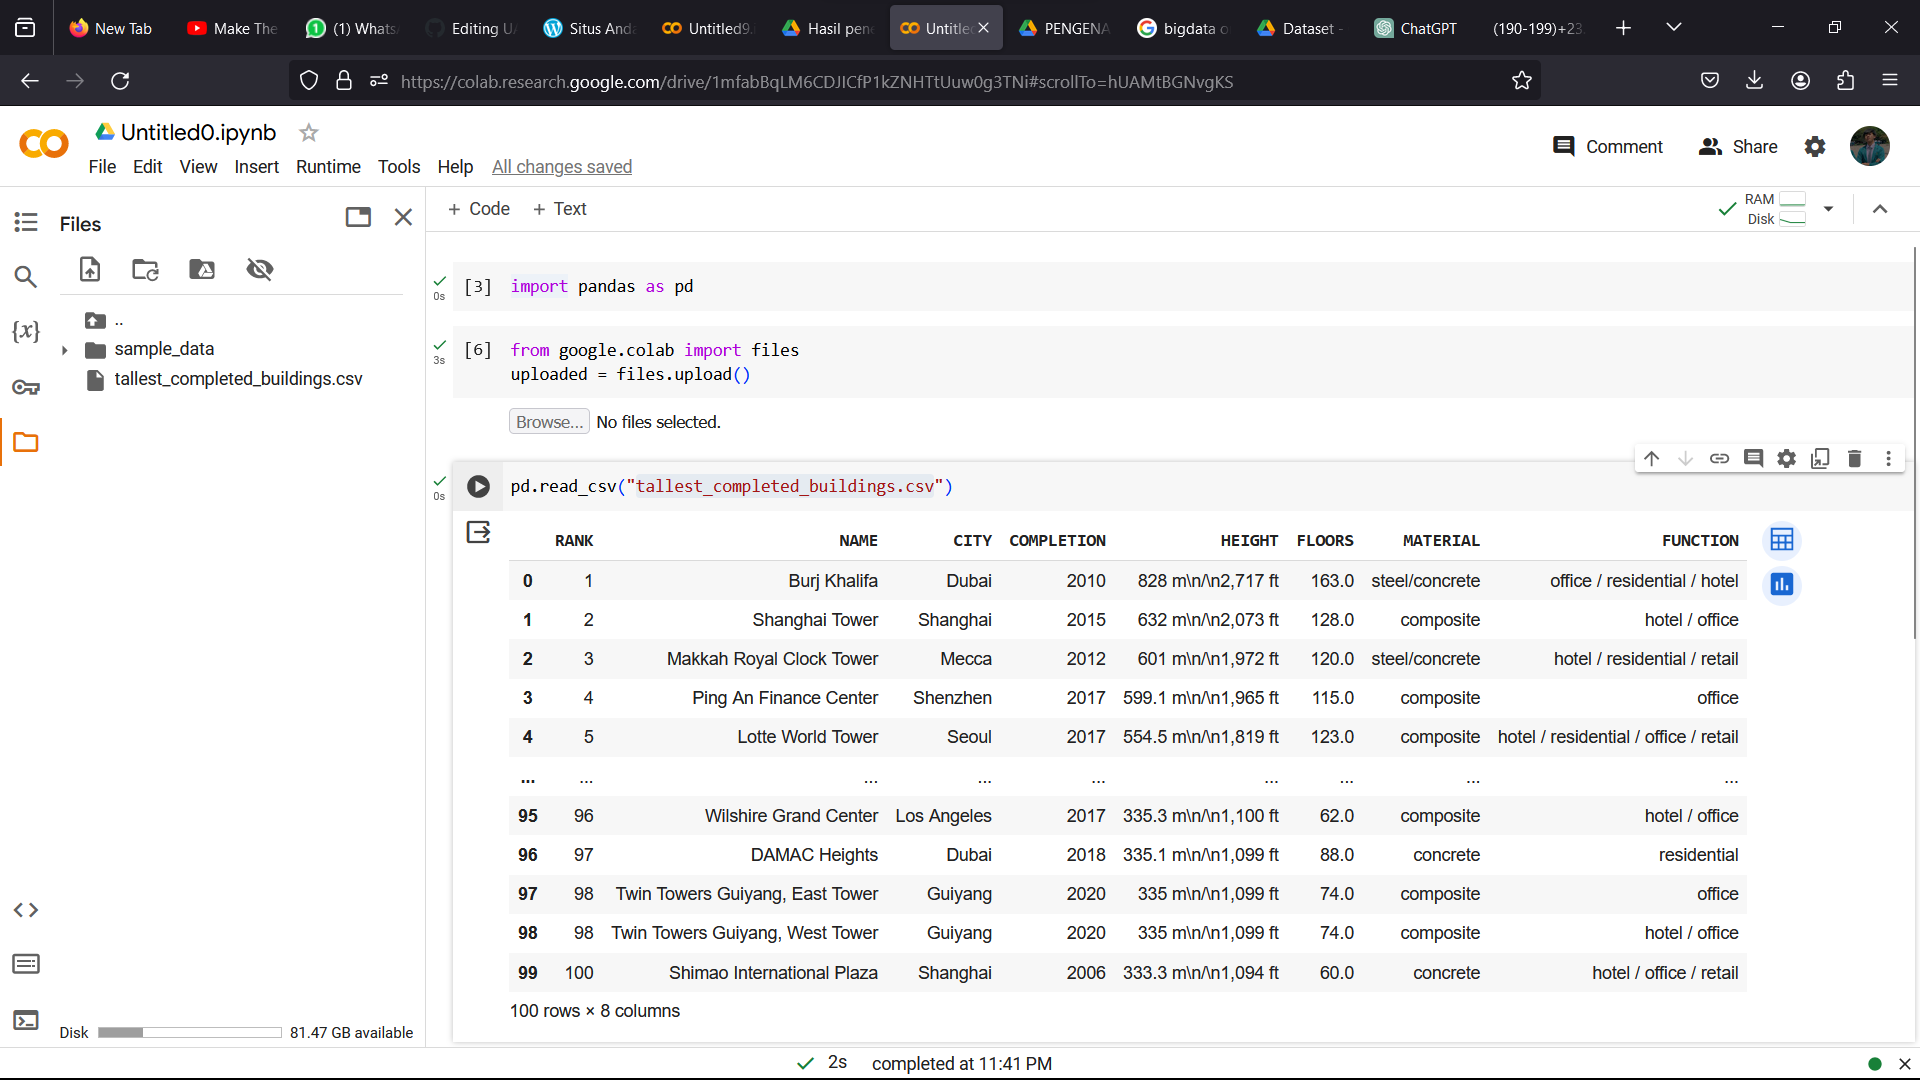 New Tab
Make The
(1) Whats
Editing U
Situs Anda
Untitled9.
Hasil pene
Untitled
PENGENA
bigdata o
Dataset -
ChatGPT
(190-199)+23.
https://colab.research.google.com/drive/1mfabBqLM6CDJICfP1kZNHTtUuw0g3TNi#scrollTo=hUAMtBGNvgKS
Untitled0.ipynb
Comment
Share
File Edit View Insert Runtime Tools Help All changes saved
Files
+ Code + Text
RAM
Disk
..
sample_data
tallest_completed_buildings.csv
0s
[3] import pandas as pd
3s
[6] from google.colab import files
uploaded = files.upload()
Browse... No files selected.
0s
pd.read_csv("tallest_completed_buildings.csv")
RANK NAME CITY COMPLETION HEIGHT FLOORS MATERIAL FUNCTION
0 1 Burj Khalifa Dubai 2010 828 m\n/\n2,717 ft 163.0 steel/concrete office / residential / hotel
1 2 Shanghai Tower Shanghai 2015 632 m\n/\n2,073 ft 128.0 composite hotel / office
2 3 Makkah Royal Clock Tower Mecca 2012 601 m\n/\n1,972 ft 120.0 steel/concrete hotel / residential / retail
3 4 Ping An Finance Center Shenzhen 2017 599.1 m\n/\n1,965 ft 115.0 composite office
4 5 Lotte World Tower Seoul 2017 554.5 m\n/\n1,819 ft 123.0 composite hotel / residential / office / retail
... ... ... ... ... ... ... ... ...
95 96 Wilshire Grand Center Los Angeles 2017 335.3 m\n/\n1,100 ft 62.0 composite hotel / office
96 97 DAMAC Heights Dubai 2018 335.1 m\n/\n1,099 ft 88.0 concrete residential
97 98 Twin Towers Guiyang, East Tower Guiyang 2020 335 m\n/\n1,099 ft 74.0 composite office
98 98 Twin Towers Guiyang, West Tower Guiyang 2020 335 m\n/\n1,099 ft 74.0 composite hotel / office
99 100 Shimao International Plaza Shanghai 2006 333.3 m\n/\n1,094 ft 60.0 concrete hotel / office / retail
100 rows × 8 columns
Disk 81.47 GB available
2s completed at 11:41 PM